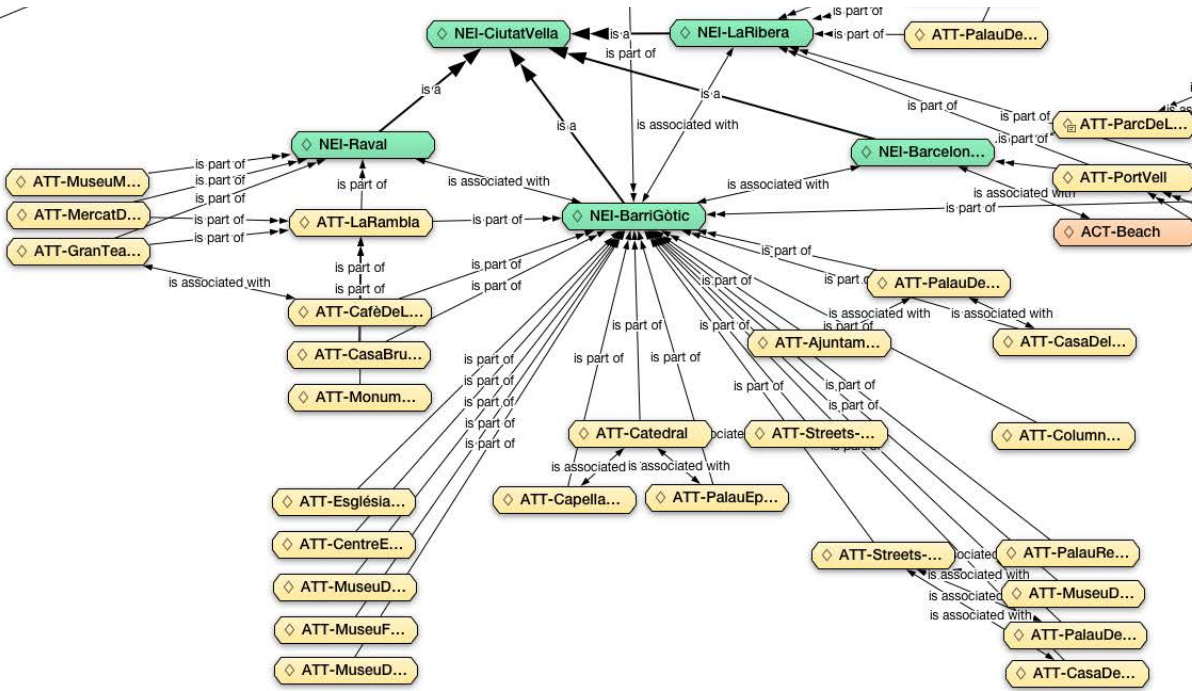 is part of
NEI-CiutatVella
is a
NEI-LaRibera
is part of
ATT-PalauDe...
is part of
is a
is a
is part of
is part of
ATT-ParcDeL...
is a
is associated with
is part of
NEI-Raval
NEI-Barcelon...
is part of
ATT-MuseuM...
is part of
is associated with
is associated with
ATT-PortVell
is part of
is associated with
ATT-MercatD...
is part of
ATT-LaRambla
is part of
NEI-BarriGòtic
is part of
ATT-GranTea...
is part of
ACT-Beach
is part of
is part of
is part of
is associated with
is part of
is part of
is part of
is part of
ATT-PalauDe...
ATT-CafèDeL...
is associated with
is associated with
is part of
is part of
is part of
ATT-Ajuntam...
ATT-CasaDel...
ATT-CasaBru...
is part of
is part of
is part of
is part of
is part of
is part of
ATT-Monum...
is part of
is part of
is part of
ATT-Catedral
ATT-Streets-...
ATT-Column...
is part of
is part of
is associated
is associated with
ATT-Capella...
ATT-PalauEp...
ATT-Església...
ATT-CentreE...
ATT-Streets-...
ATT-PalauRe...
is associated with
ATT-MuseuD...
ATT-MuseuD...
is associated
is associated with
ATT-MuseuF...
ATT-PalauDe...
ATT-MuseuD...
ATT-CasaDe...